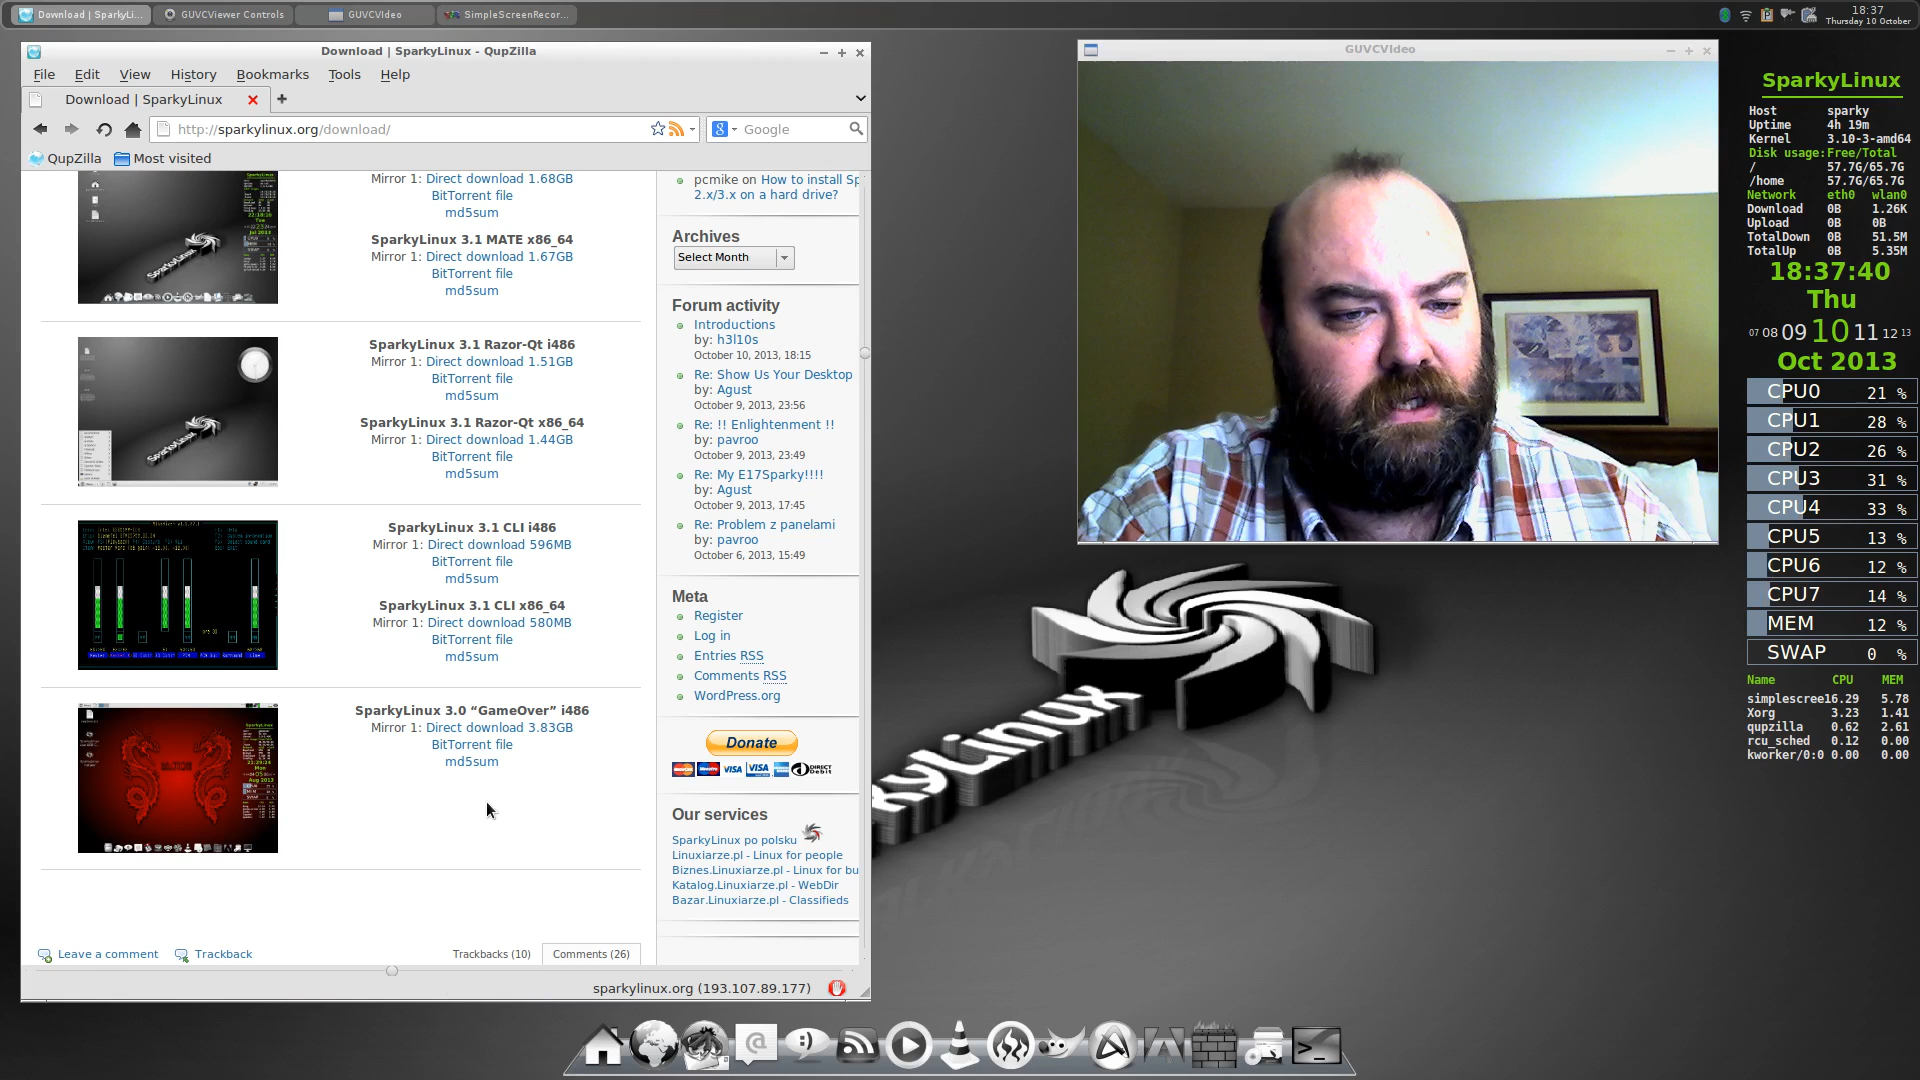 Download | SparkyLi...
GUVCViewer Controls
GUVCVIdeo
SimpleScreenRecor...
18:37
Thursday 10 October
Download | SparkyLinux - QupZilla
File Edit View History Bookmarks Tools Help
Download | SparkyLinux
http://sparkylinux.org/download/
Google
QupZilla Most visited
Mirror 1: Direct download 1.68GB
BitTorrent file
md5sum
SparkyLinux 3.1 MATE x86_64
Mirror 1: Direct download 1.67GB
BitTorrent file
md5sum
SparkyLinux 3.1 Razor-Qt i486
Mirror 1: Direct download 1.51GB
BitTorrent file
md5sum
SparkyLinux 3.1 Razor-Qt x86_64
Mirror 1: Direct download 1.44GB
BitTorrent file
md5sum
SparkyLinux 3.1 CLI i486
Mirror 1: Direct download 596MB
BitTorrent file
md5sum
SparkyLinux 3.1 CLI x86_64
Mirror 1: Direct download 580MB
BitTorrent file
md5sum
SparkyLinux 3.0 “GameOver” i486
Mirror 1: Direct download 3.83GB
BitTorrent file
md5sum
Leave a comment Trackback Trackbacks (10) Comments (26)
pcmike on How to install Sp
2.x/3.x on a hard drive?
Archives
Select Month
Forum activity
Introductions
by: h3l10s
October 10, 2013, 18:15
Re: Show Us Your Desktop
by: Agust
October 9, 2013, 23:56
Re: !! Enlightenment !!
by: pavroo
October 9, 2013, 23:49
Re: My E17Sparky!!!!
by: Agust
October 9, 2013, 17:45
Re: Problem z panelami
by: pavroo
October 6, 2013, 15:49
Meta
Register
Log in
Entries RSS
Comments RSS
WordPress.org
Donate
VISA VISA DIRECT Debit
Our services
SparkyLinux po polsku
Linuxiarze.pl - Linux for people
Biznes.Linuxiarze.pl - Linux for bu
Katalog.Linuxiarze.pl - WebDir
Bazar.Linuxiarze.pl - Classifieds
sparkylinux.org (193.107.89.177)
GUVCVIdeo
kyLinux
SparkyLinux
Host sparky
Uptime 4h 19m
Kernel 3.10-3-amd64
Disk usage:Free/Total
/ 57.7G/65.7G
/home 57.7G/65.7G
Network eth0 wlan0
Download 0B 1.26K
Upload 0B 0B
TotalDown 0B 51.5M
TotalUp 0B 5.35M
18:37:40
Thu
07 08 09 10 11 12 13
Oct 2013
CPU0 21 %
CPU1 28 %
CPU2 26 %
CPU3 31 %
CPU4 33 %
CPU5 13 %
CPU6 12 %
CPU7 14 %
MEM 12 %
SWAP 0 %
Name CPU MEM
simplescree16.29 5.78
Xorg 3.23 1.41
qupzilla 0.62 2.61
rcu_sched 0.12 0.00
kworker/0:0 0.00 0.00